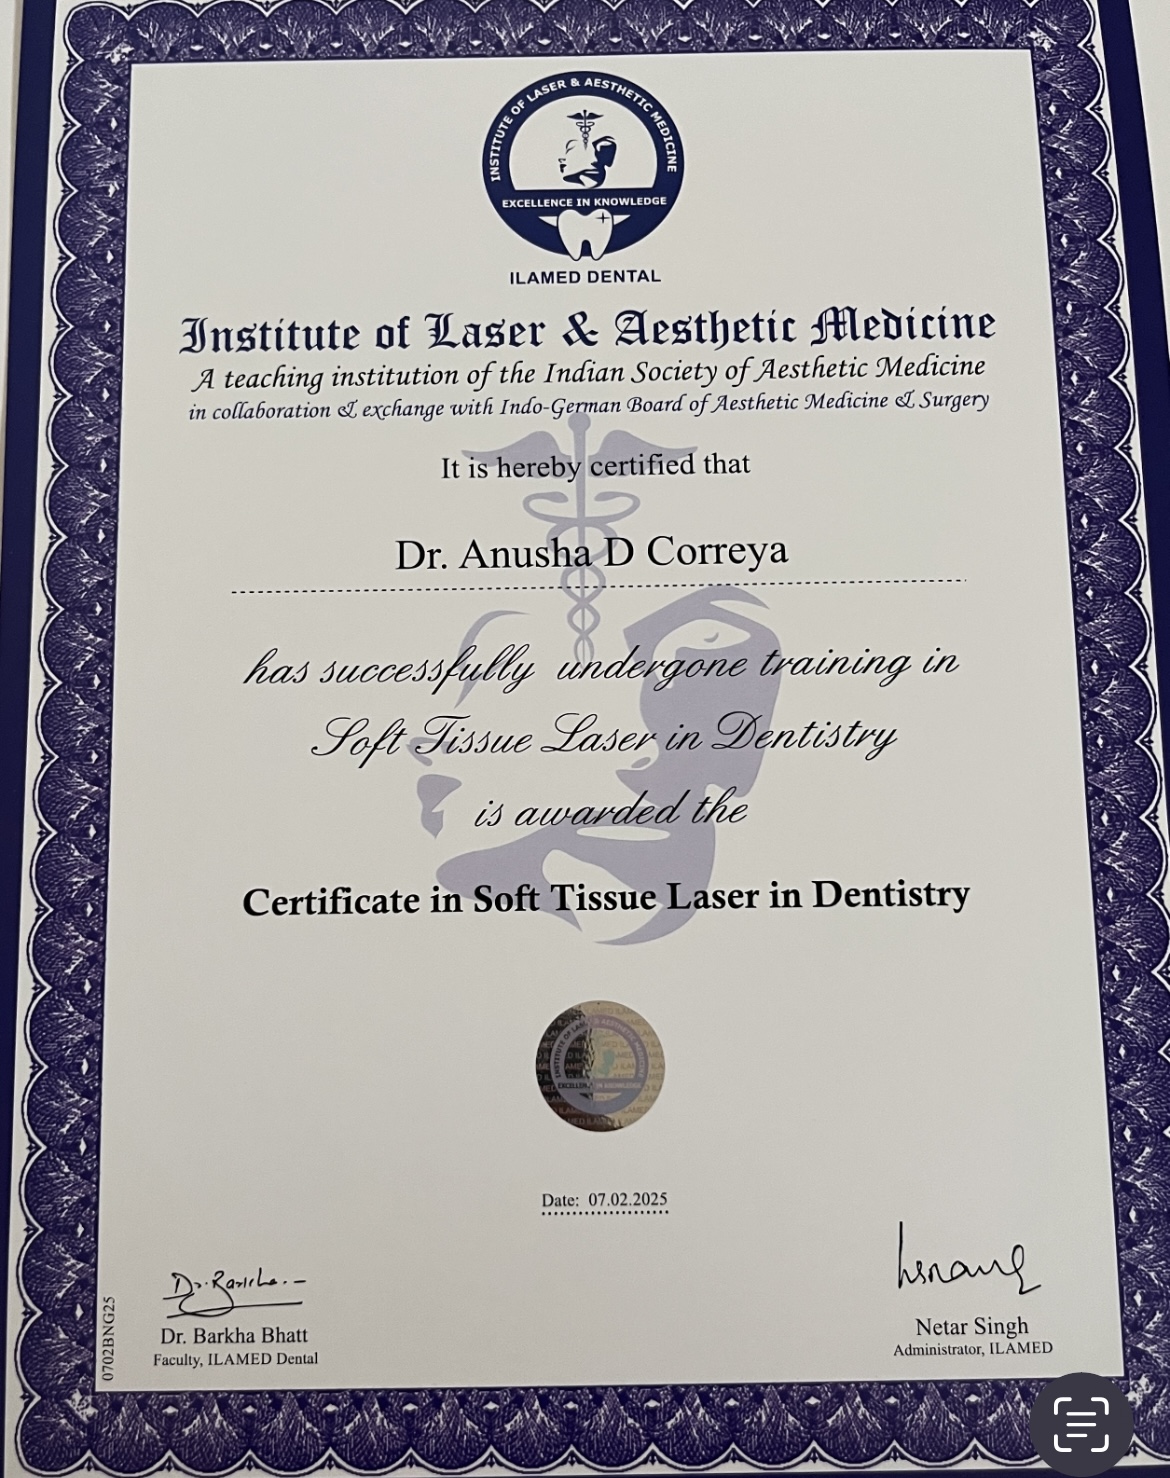 INSTITUTE OF LASER & AESTHETIC MEDICINE
EXCELLENCE IN KNOWLEDGE
ILAMED DENTAL
Institute of Laser & Aesthetic Medicine
A teaching institution of the Indian Society of Aesthetic Medicine
in collaboration & exchange with Indo-German Board of Aesthetic Medicine & Surgery
It is hereby certified that
Dr. Anusha D Correya
has successfully undergone training in
Soft Tissue Laser in Dentistry
is awarded the
Certificate in Soft Tissue Laser in Dentistry
Date: 07.02.2025
Dr. Barkha Bhatt
Faculty, ILAMED Dental
Netar Singh
Administrator, ILAMED
0702BNG25